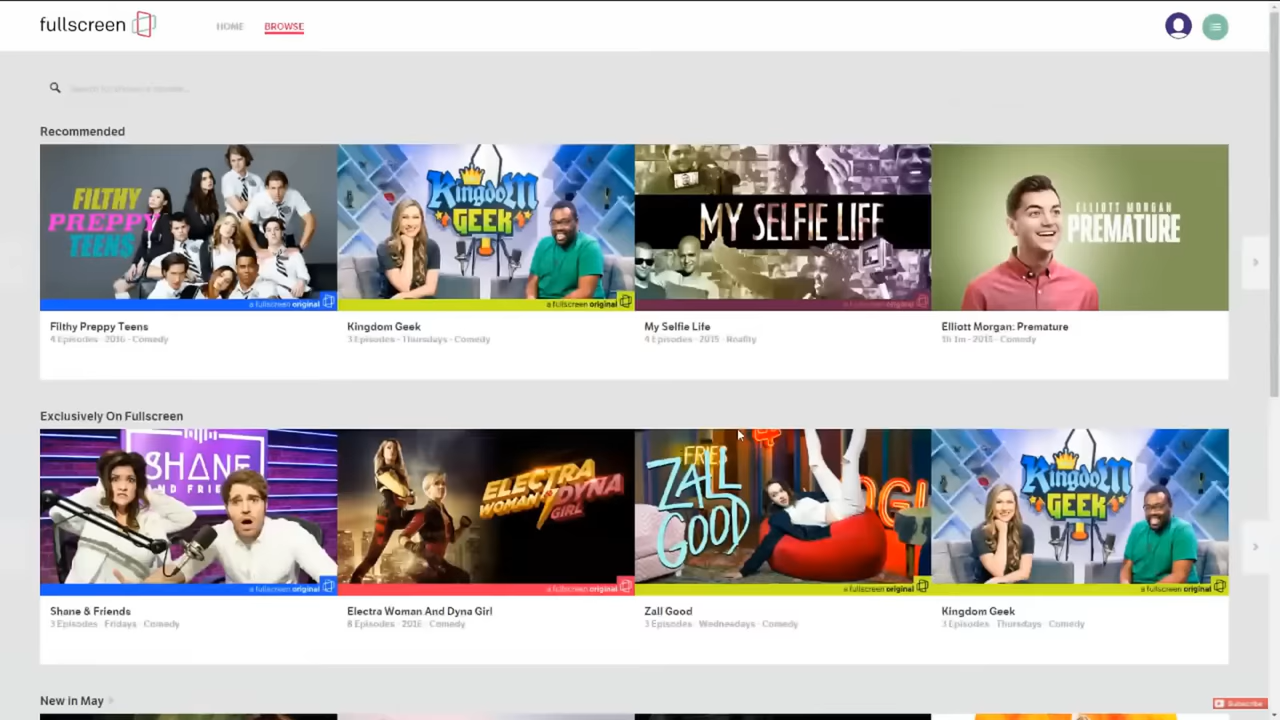 fullscreen
HOME
BROWSE
Recommended
FILTHY
PREPPY
TEENS
a fullscreen original
KINGDOM
GEEK
a fullscreen original
MY SELFIE LIFE
a fullscreen original
ELLIOTT MORGAN
PREMATURE
Filthy Preppy Teens
4 Episodes · 2016 · Comedy
Kingdom Geek
3 Episodes · Thursdays · Comedy
My Selfie Life
4 Episodes · 2015 · Reality
Elliott Morgan: Premature
1h 1m · 2015 · Comedy
Exclusively On Fullscreen
SHANE
AND FRIENDS
a fullscreen original
ELECTRA
WOMAN DYNA
GIRL
a fullscreen original
ZALL
GOOD
a fullscreen original
KINGDOM
GEEK
a fullscreen original
Shane & Friends
3 Episodes · Fridays · Comedy
Electra Woman And Dyna Girl
8 Episodes · 2016 · Comedy
Zall Good
3 Episodes · Wednesdays · Comedy
Kingdom Geek
3 Episodes · Thursdays · Comedy
New in May
Subscribe